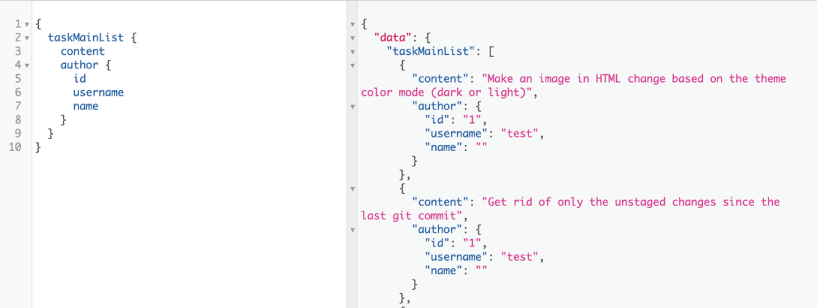 1 {
2 taskMainList {
3 content
4 author {
5 id
6 username
7 name
8 }
9 }
10 }
{
"data": {
"taskMainList": [
{
"content": "Make an image in HTML change based on the theme
color mode (dark or light)",
"author": {
"id": "1",
"username": "test",
"name": ""
}
},
{
"content": "Get rid of only the unstaged changes since the
last git commit",
"author": {
"id": "1",
"username": "test",
"name": ""
}
},